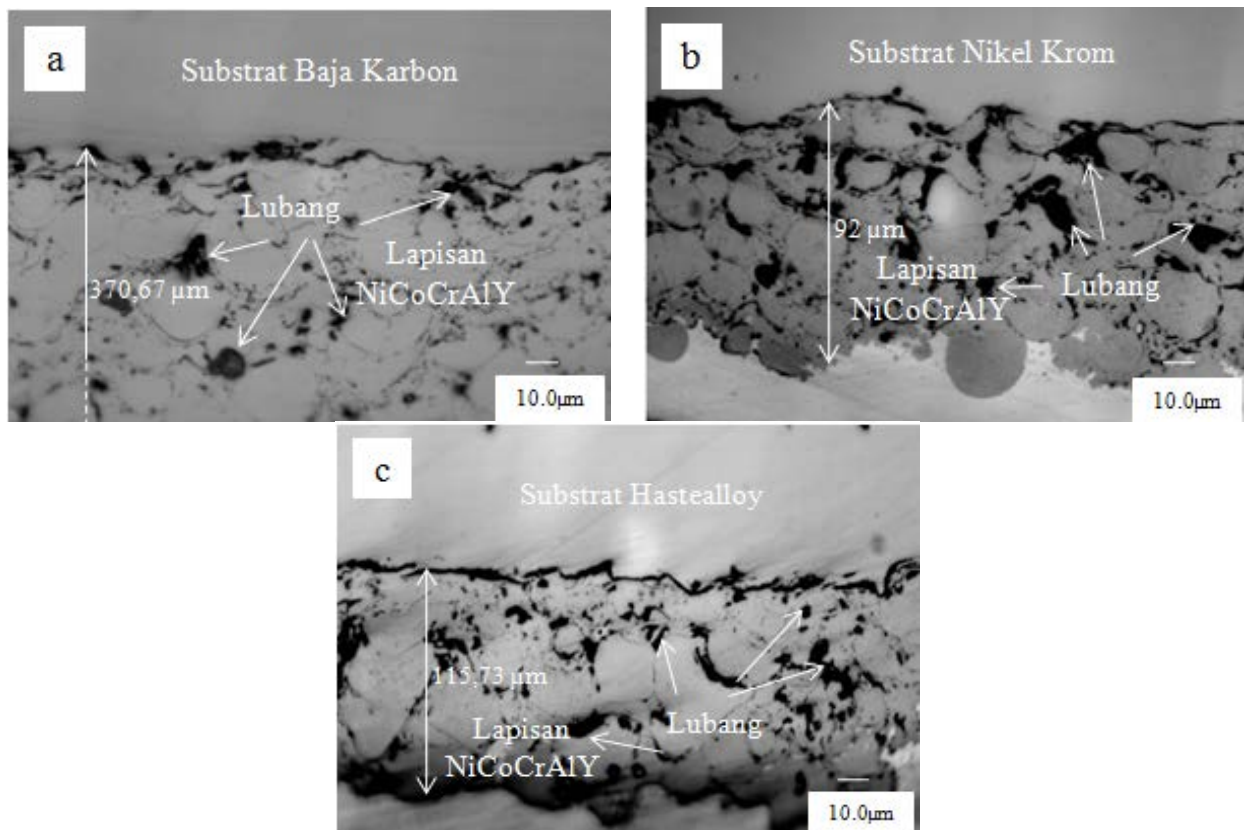 a
Substrat Baja Karbon
Lubang
Lapisan
NiCoCrAlY
370,67 µm
10.0µm
b
Substrat Nikel Krom
92 µm
Lapisan
NiCoCrAlY
Lubang
10.0µm
c
Substrat Hastealloy
115,73 µm
Lubang
Lapisan
NiCoCrAlY
10.0µm